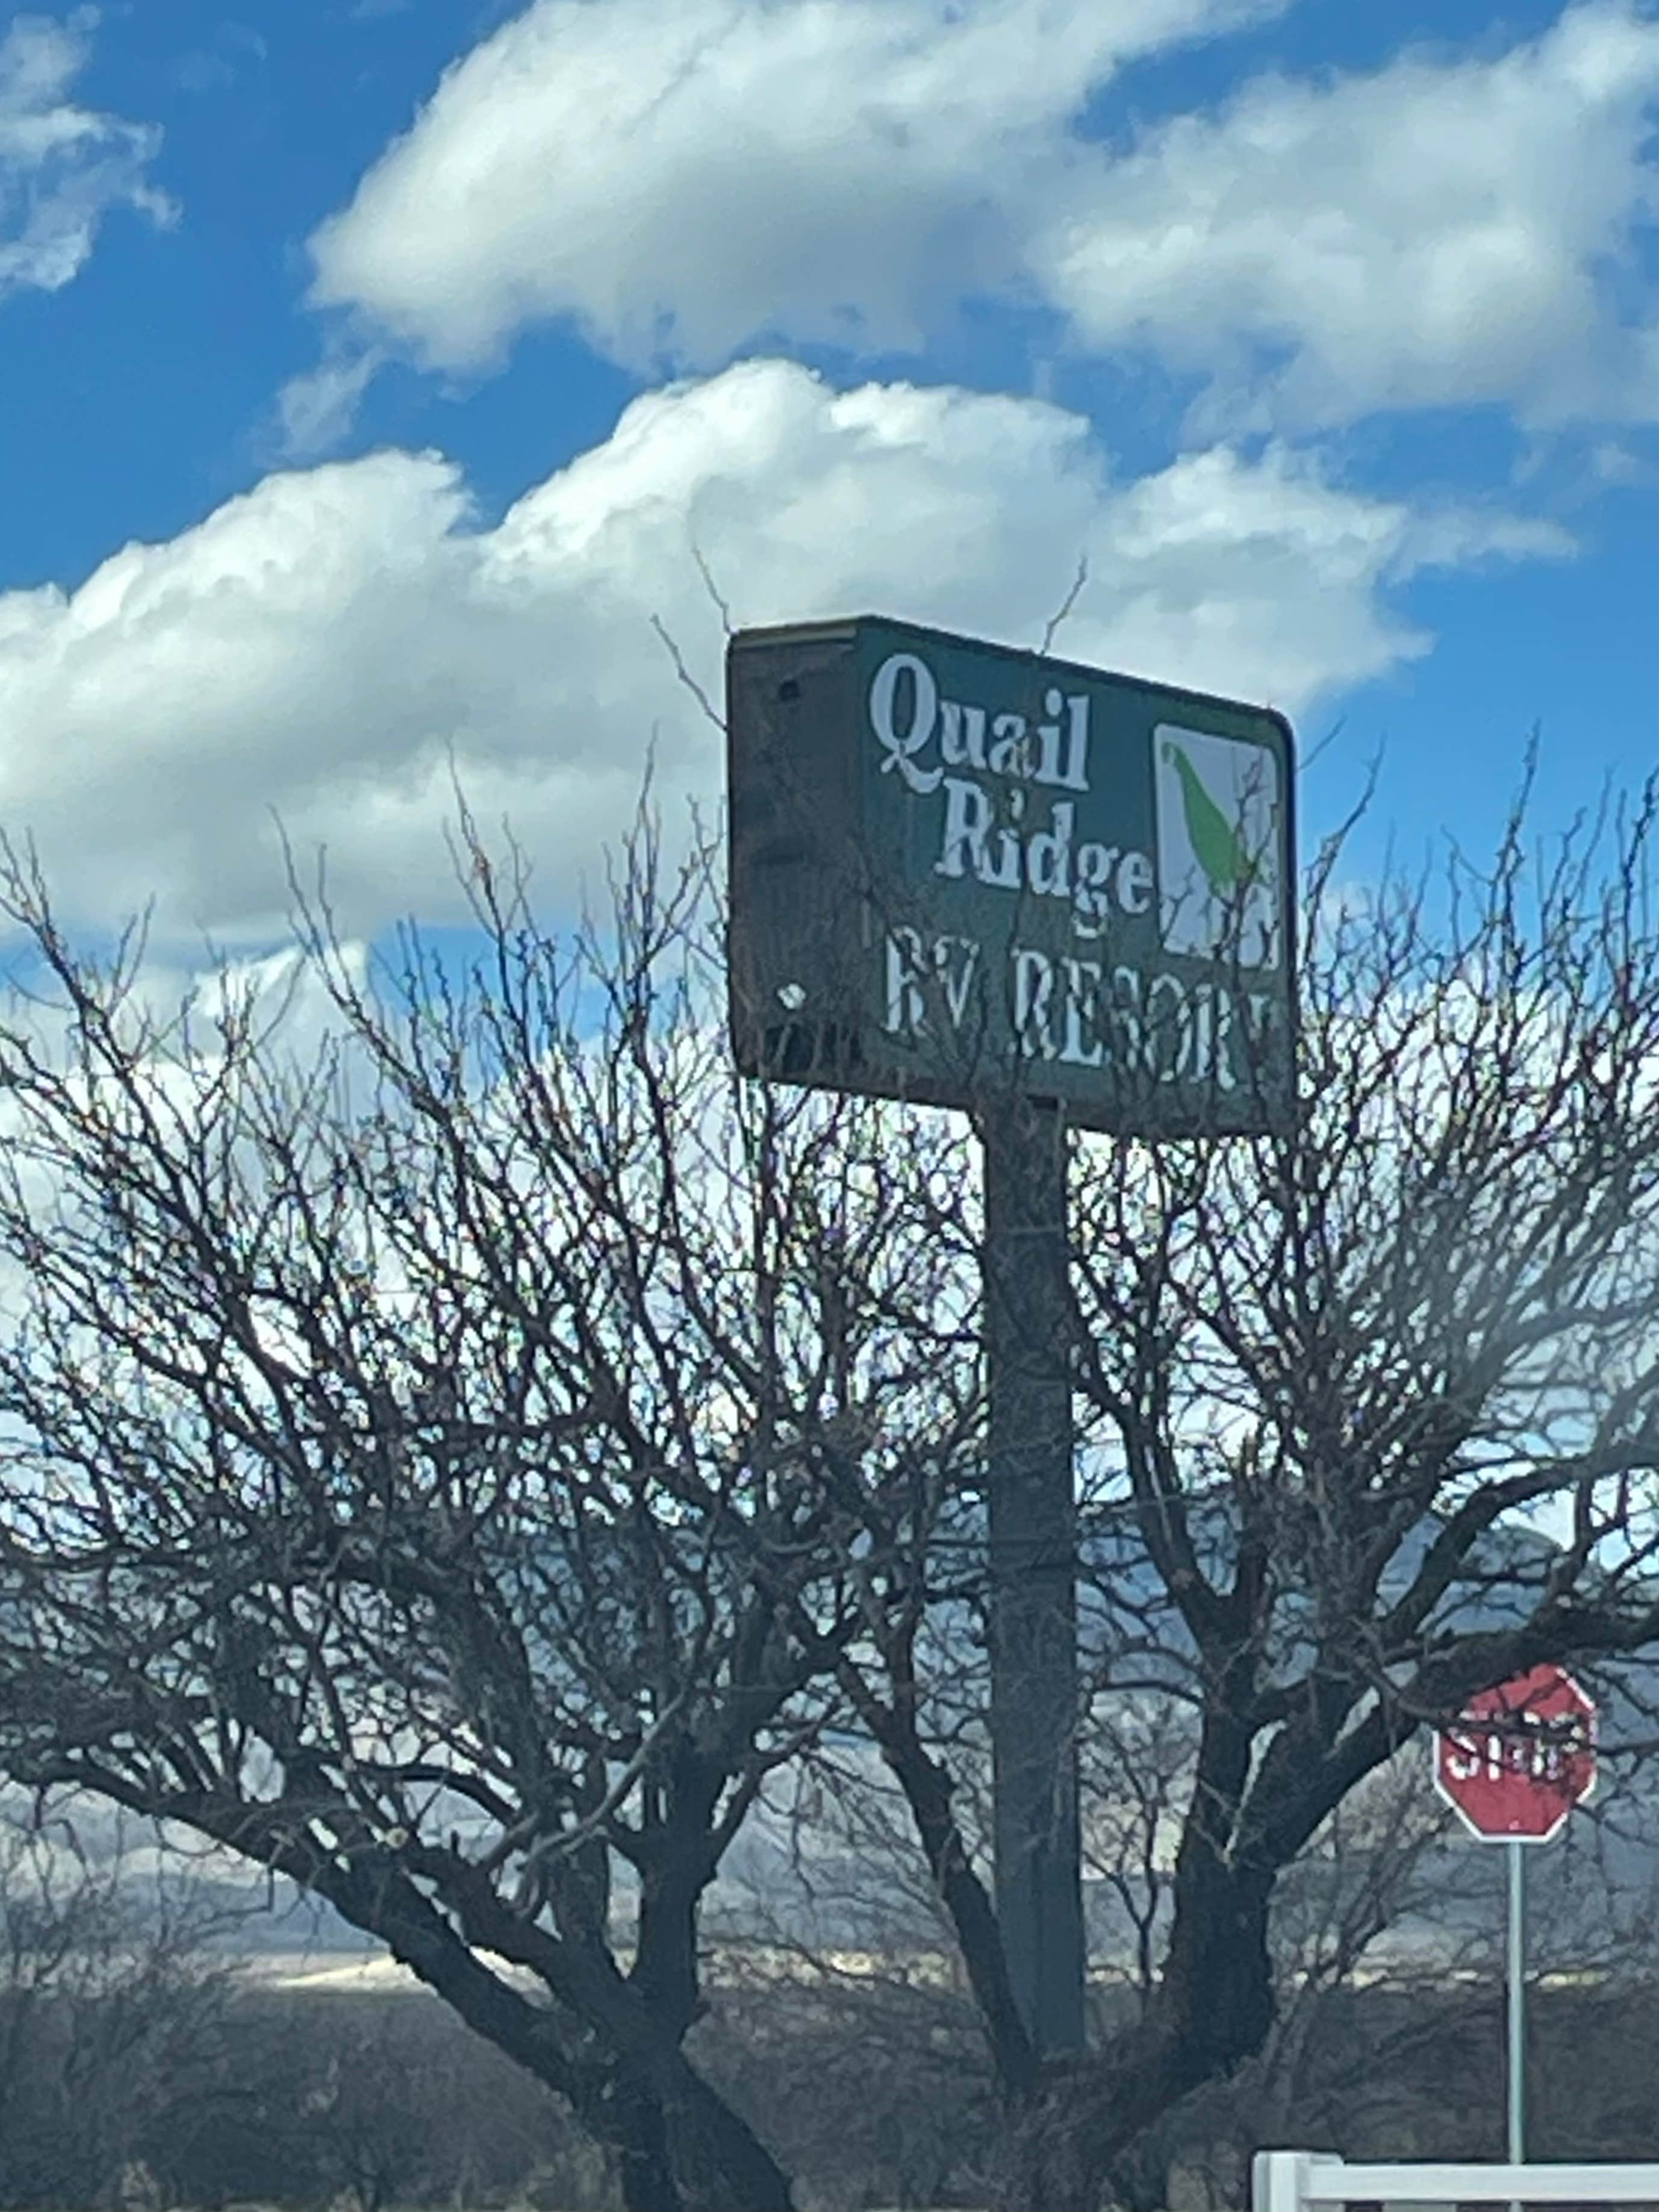 Quail
Ridge
RV RESORT
STOP